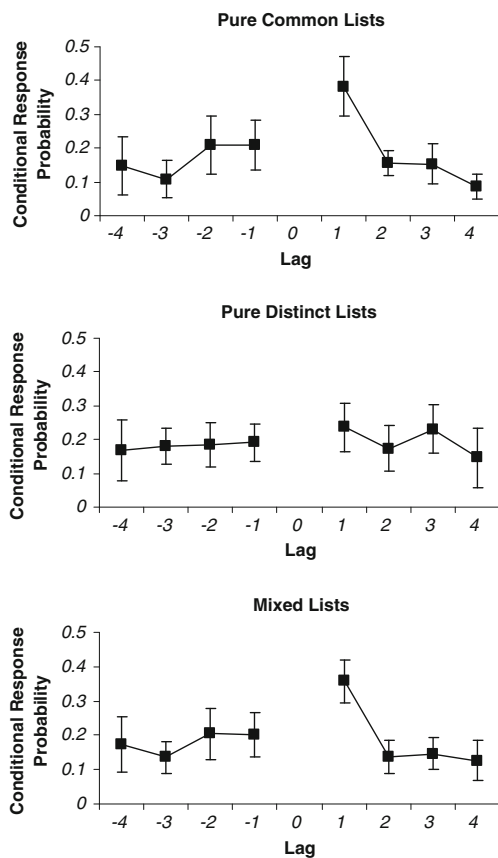 Pure Common Lists
Conditional Response
Probability
0.5
0.4
0.3
0.2
0.1
0
-4 -3 -2 -1 0 1 2 3 4
Lag
Pure Distinct Lists
Conditional Response
Probability
0.5
0.4
0.3
0.2
0.1
0
-4 -3 -2 -1 0 1 2 3 4
Lag
Mixed Lists
Conditional Response
Probability
0.5
0.4
0.3
0.2
0.1
0
-4 -3 -2 -1 0 1 2 3 4
Lag